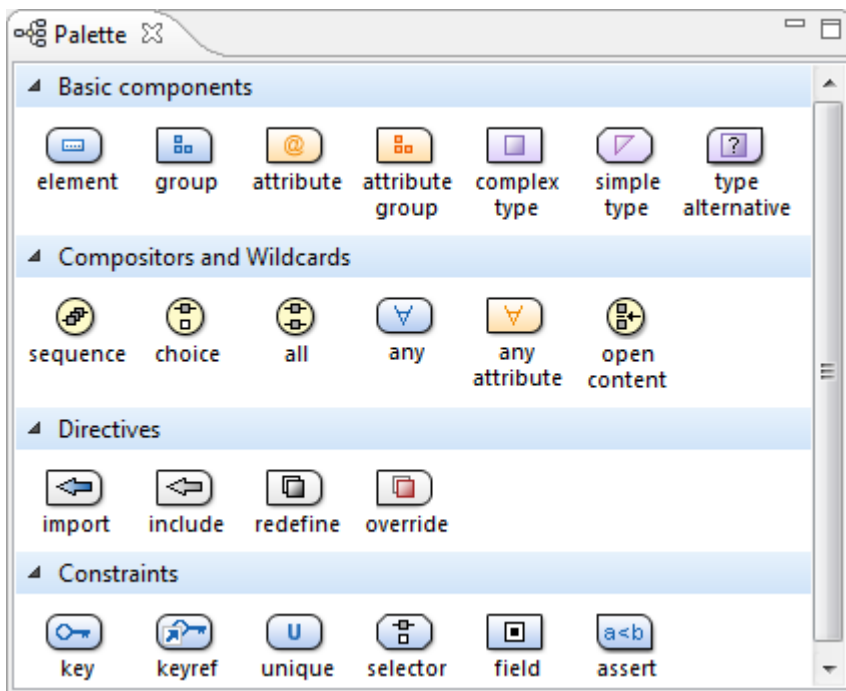 Palette
Basic components
element group attribute attribute group complex type simple type type alternative
Compositors and Wildcards
sequence choice all any any attribute open content
Directives
import include redefine override
Constraints
key keyref unique selector field assert